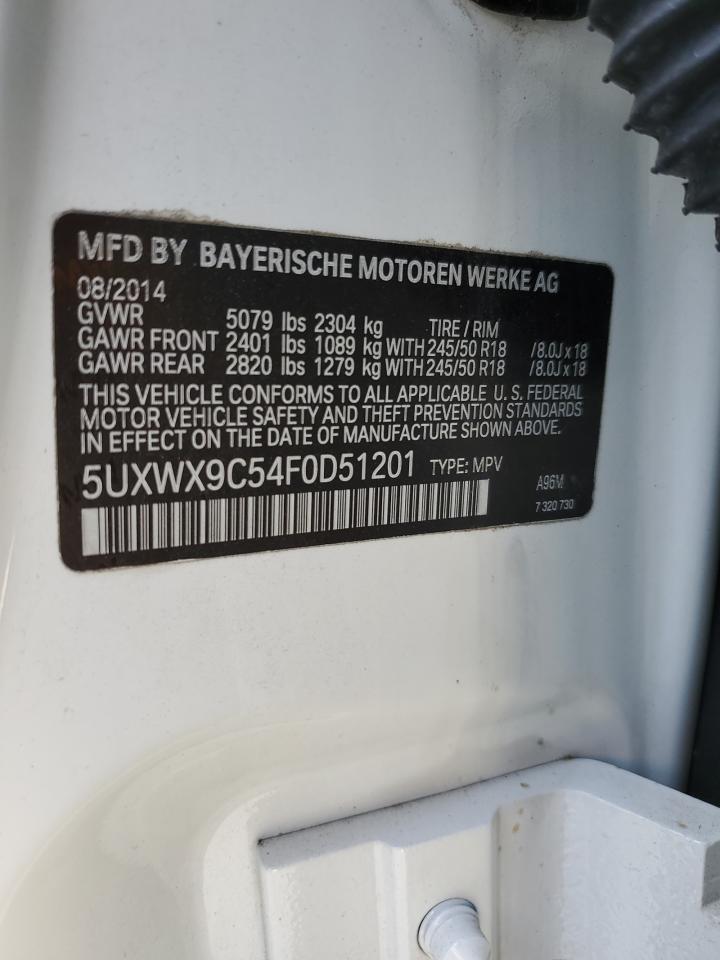 MFD BY BAYERISCHE MOTOREN WERKE AG
08/2014
GVWR 5079 lbs 2304 kg TIRE / RIM
GAWR FRONT 2401 lbs 1089 kg WITH 245/50 R18 /8.0J x 18
GAWR REAR 2820 lbs 1279 kg WITH 245/50 R18 /8.0J x 18
THIS VEHICLE CONFORMS TO ALL APPLICABLE U. S. FEDERAL
MOTOR VEHICLE SAFETY AND THEFT PREVENTION STANDARDS
IN EFFECT ON THE DATE OF MANUFACTURE SHOWN ABOVE.
5UXWX9C54F0D51201 TYPE: MPV A96M
7 320 730